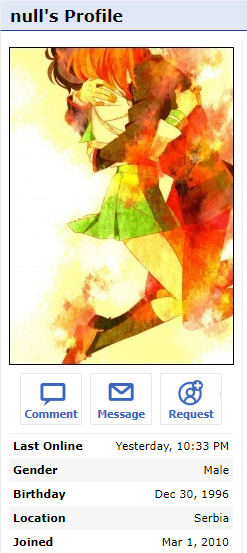 null's Profile
Comment Message Request
Last Online Yesterday, 10:33 PM
Gender Male
Birthday Dec 30, 1996
Location Serbia
Joined Mar 1, 2010